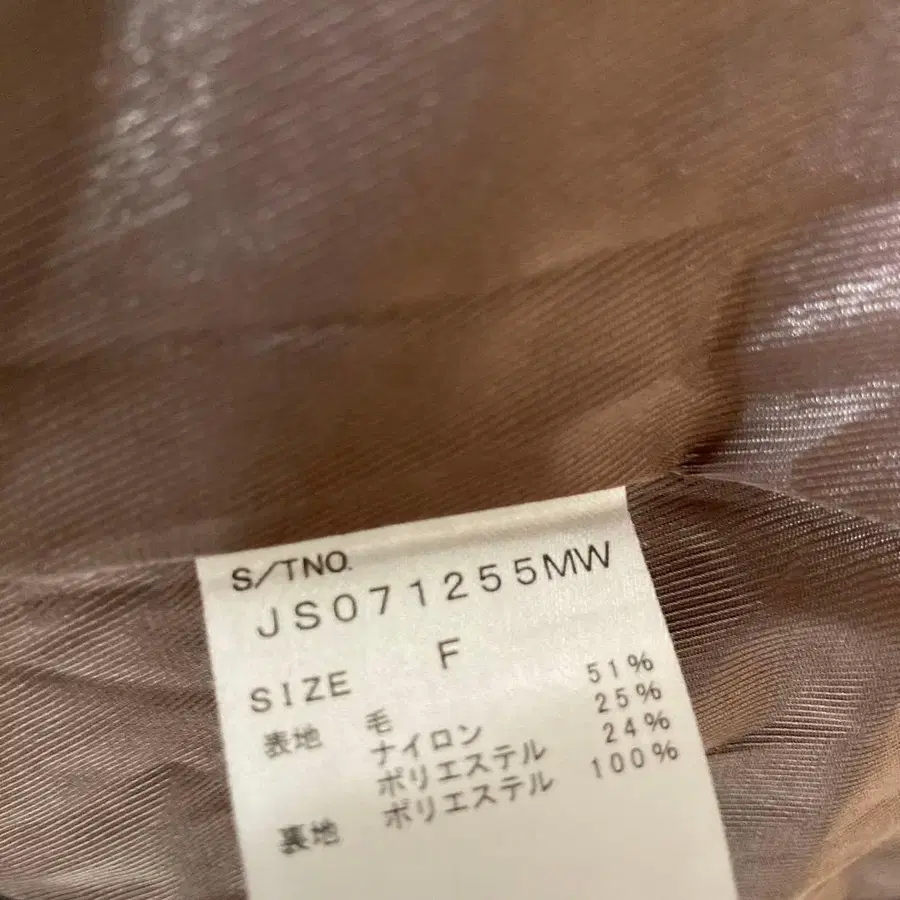 S/TNO.
JS071255MW
SIZE F
表地 毛 51%
ナイロン 25%
ポリエステル 24%
裏地 ポリエステル 100%